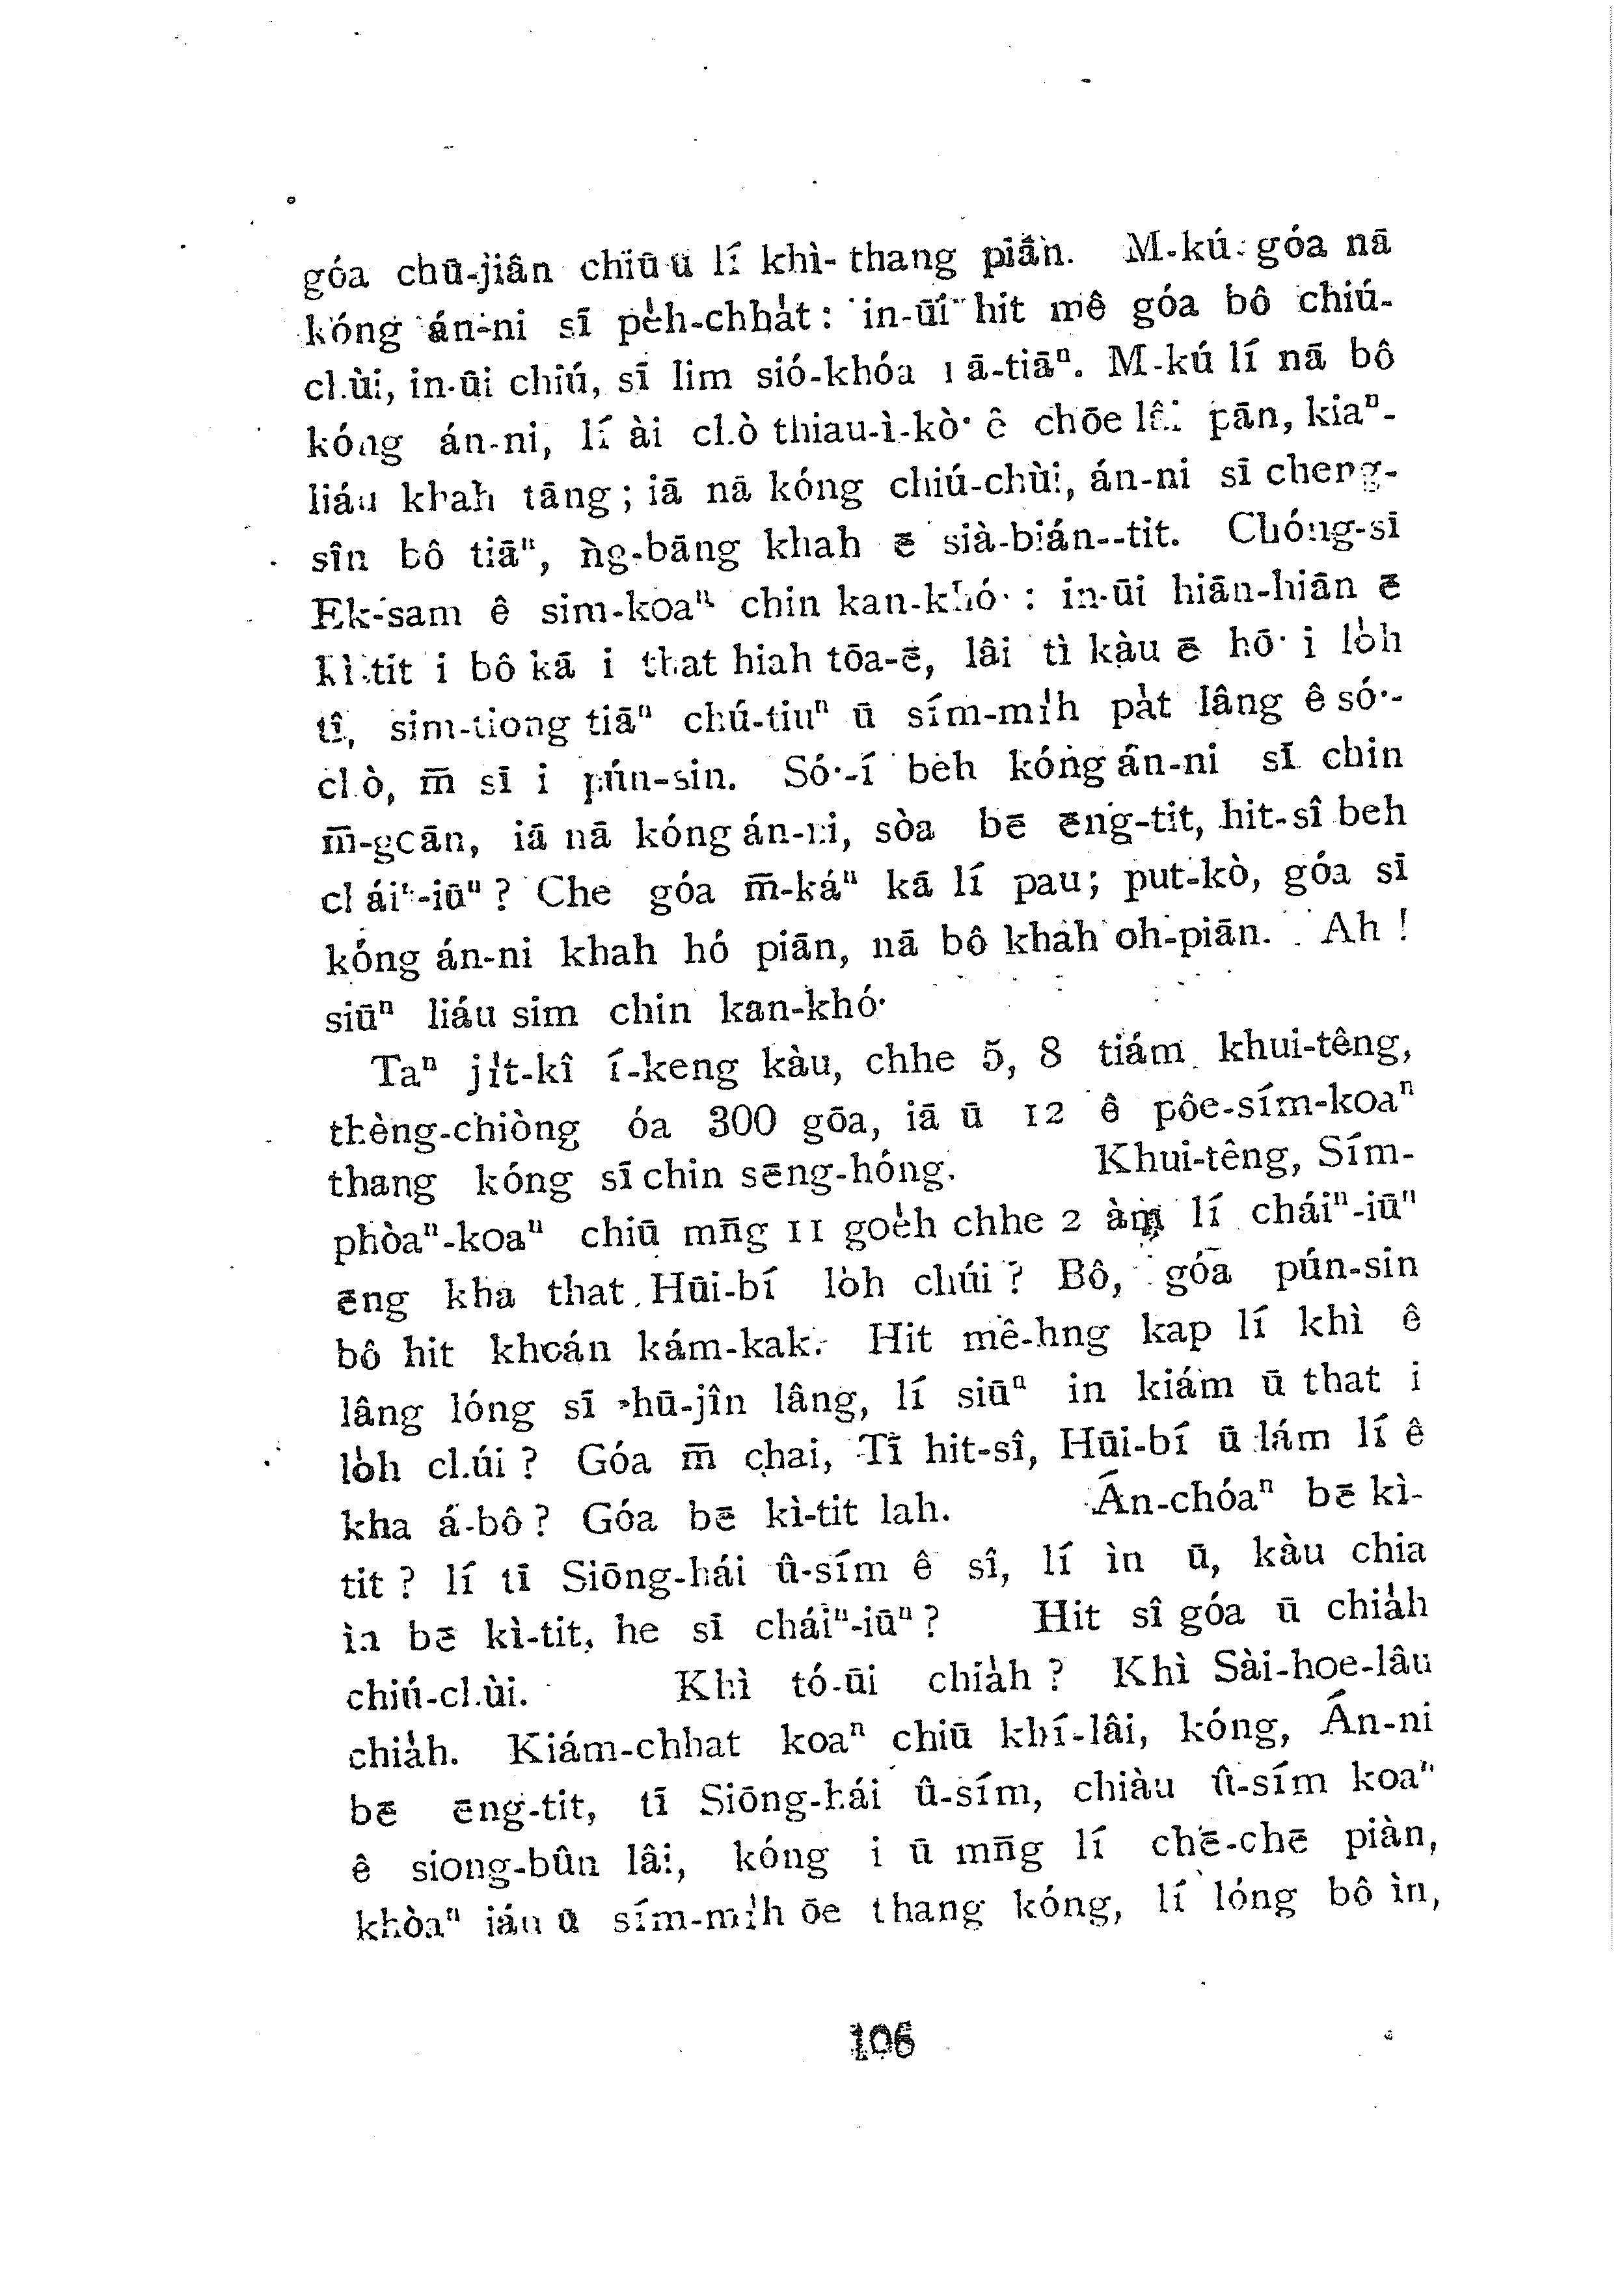 góa chū-jiân chiū ū lí khì-thang piān. M-kú góa nā
kóng án-ni sī pe̍h-chha̍t: in-ūi hit mê góa bô chiú-
chùi, in-ūi chiú, sī lim sió-khóa nā-tiāⁿ. M-kú lí nā bô
kóng án-ni, lí ài chò thiau-ì-kò͘ ê chōe lâi pān, kiaⁿ-
liáu khah tāng; iā nā kóng chiú-chùi, án-ni sī cheng-
sîn bô tiāⁿ, ǹg-bāng khah ē sià-bián--tit. Chóng-sī
Ek-sam ê sim-koaⁿ chin kan-khó͘: in-ūi hiān-hiān ē
kì-tit i bô kā i that hiah tōa-ē, lâi tì kàu ē hō͘ i lo̍h
tî, sim-tiong tiāⁿ chú-tiuⁿ ū sím-mi̍h pa̍t lâng ê só͘-
chò, m̄ sī i pún-sin. Só͘-í beh kóng án-ni sī chin
m̄-goān, iā nā kóng án-ni, sòa bē ēng-tit, hit-sî beh
cháiⁿ-iūⁿ? Che góa m̄-káⁿ kā lí pau; put-kò, góa sī
kóng án-ni khah hó piān, nā bô khah oh-piān. Ah!
siūⁿ liáu sim chin kan-khó͘
Taⁿ ji̍t-kî í-keng kàu, chhe 5, 8 tiám khui-têng,
thèng-chiòng óa 300 gōa, iā ū 12 ê pôe-sím-koaⁿ
thang kóng sī chin sēng-hóng. Khui-têng, Sím-
phòaⁿ-koaⁿ chiū mn̄g 11 goe̍h chhe 2 àm lí cháiⁿ-iūⁿ
ēng kha that Hūi-bí lo̍h chúi? Bô, góa pún-sin
bô hit khoán kám-kak. Hit mê-hng kap lí khì ê
lâng lóng sī chū-jîn lâng, lí siūⁿ in kiám ū that i
lo̍h chúi? Góa m̄ chai, Tī hit-sî, Hūi-bí ū lám lí ê
kha á-bô? Góa bē kì-tit lah. Án-chóaⁿ bē kì-
tit? lí tī Siōng-hái û-sím ê sî, lí ìn ū, kàu chia
ìn bē kì-tit, he sī cháiⁿ-iūⁿ? Hit sî góa ū chia̍h
chiú-chùi. Khì tó-ūi chia̍h? Khì Sài-hoe-lâu
chia̍h. Kiám-chhat koaⁿ chiū khí-lâi, kóng, Án-ni
bē ēng-tit, tī Siōng-hái û-sím, chiàu û-sím koaⁿ
ê siong-bûn lâi, kóng i ū mn̄g lí chē-chē piàn,
khòaⁿ iáu ū sím-mi̍h ōe thang kóng, lí lóng bô ìn,
106